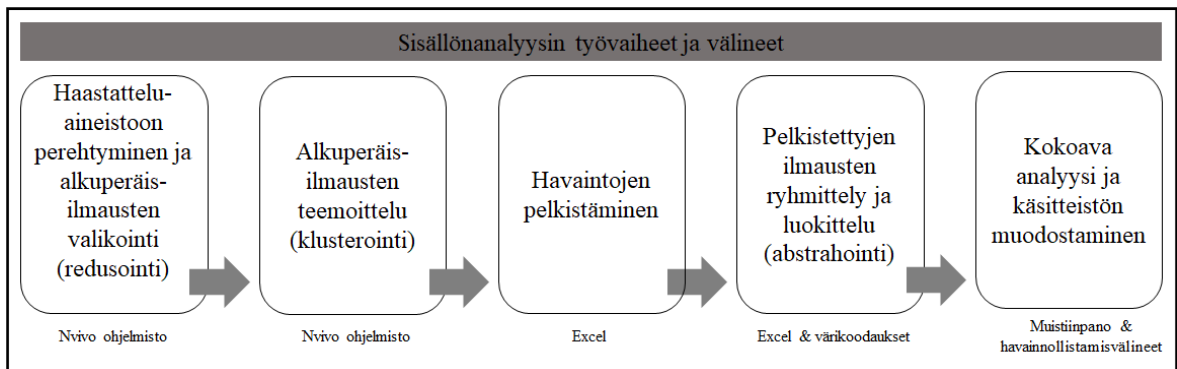 Sisällönanalyysin työvaiheet ja välineet
Haastattelu-
aineistoon
perehtyminen ja
alkuperäis-
ilmausten
valikointi
(redusointi)
Nvivo ohjelmisto
Alkuperäis-
ilmausten
teemoittelu
(klusterointi)
Nvivo ohjelmisto
Havaintojen
pelkistäminen
Excel
Pelkistettyjen
ilmausten
ryhmittely ja
luokittelu
(abstrahointi)
Excel & värikoodaukset
Kokoava
analyysi ja
käsitteistön
muodostaminen
Muistiinpano &
havainnollistamisvälineet